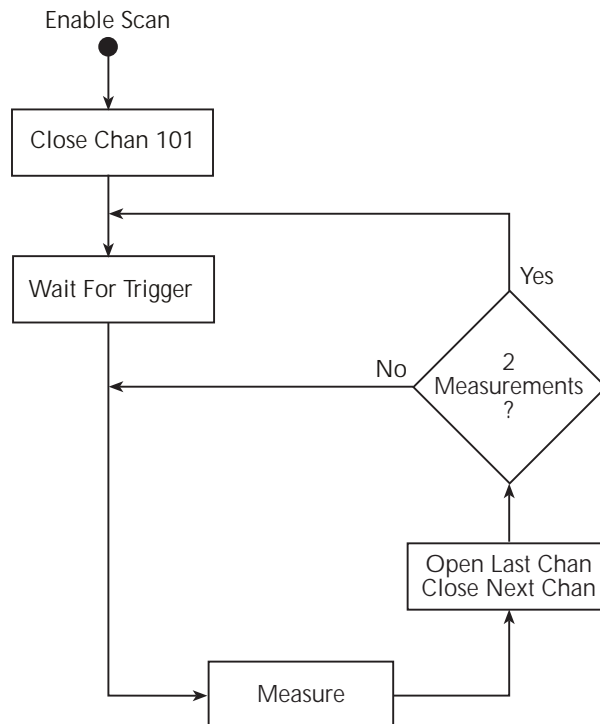 Enable Scan
Close Chan 101
Wait For Trigger
Yes
No
2
Measurements
?
Open Last Chan
Close Next Chan
Measure